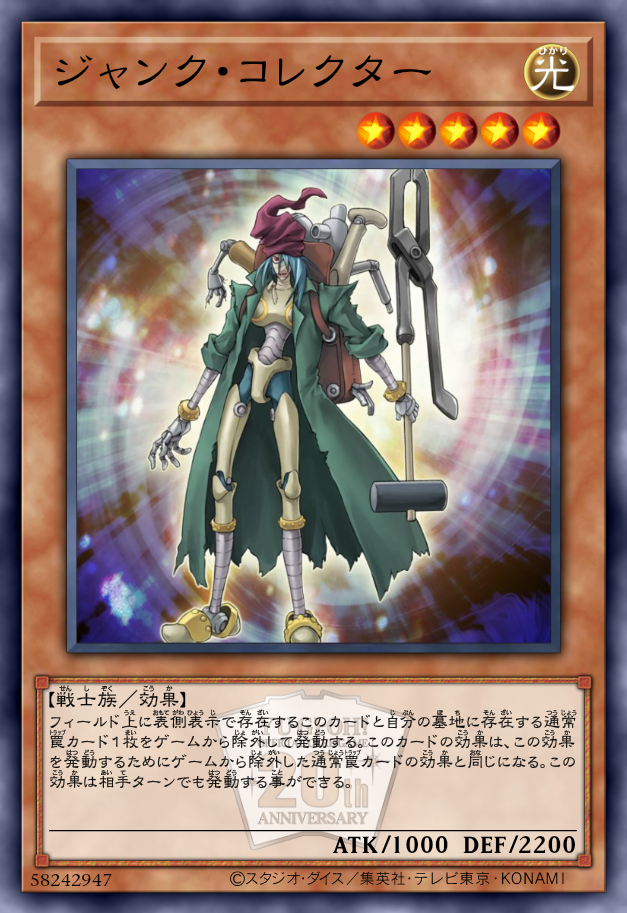 ジャンク・コレクター
ひかり
光
【戦士族／効果】
フィールド上に表側表示で存在するこのカードと自分の墓地に存在する通常
罠カード１枚をゲームから除外して発動する。このカードの効果は、この効果
を発動するためにゲームから除外した通常罠カードの効果と同じになる。この
効果は相手ターンでも発動する事ができる。
20th
ANNIVERSARY
ATK/1000 DEF/2200
58242947
©スタジオ・ダイス／集英社・テレビ東京・KONAMI